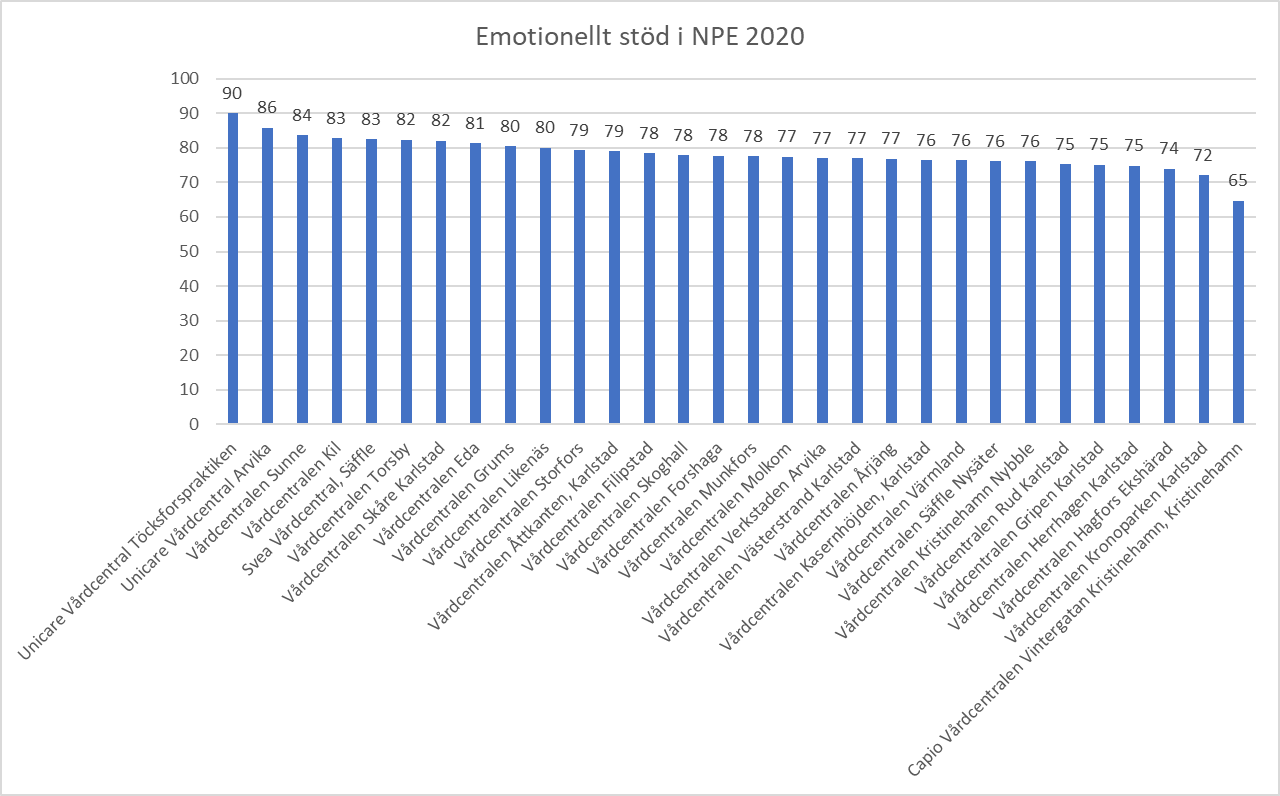 Emotionellt stöd i NPE 2020
100
90
80
70
60
50
40
30
20
10
0
90
86
84
83
83
82
82
81
80
80
79
79
78
78
78
78
77
77
77
77
76
76
76
76
75
75
75
74
72
65
Unicare Vårdcentral Töcksforspraktiken
Unicare Vårdcentral Arvika
Vårdcentralen Sunne
Vårdcentralen Kil
Svea Vårdcentral, Säffle
Vårdcentralen Torsby
Vårdcentralen Skåre Karlstad
Vårdcentralen Eda
Vårdcentralen Grums
Vårdcentralen Likenäs
Vårdcentralen Storfors
Vårdcentralen Åttkanten, Karlstad
Vårdcentralen Filipstad
Vårdcentralen Skoghall
Vårdcentralen Forshaga
Vårdcentralen Munkfors
Vårdcentralen Molkom
Vårdcentralen Verkstaden Arvika
Vårdcentralen Västerstrand Karlstad
Vårdcentralen Årjäng
Vårdcentralen Kasernhöjden, Karlstad
Vårdcentralen Värmland
Vårdcentralen Säffle Nysäter
Vårdcentralen Kristinehamn Nybble
Vårdcentralen Rud Karlstad
Vårdcentralen Gripen Karlstad
Vårdcentralen Herrhagen Karlstad
Vårdcentralen Hagfors Ekshärad
Vårdcentralen Kronoparken Karlstad
Capio Vårdcentralen Vintergatan Kristinehamn, Kristinehamn